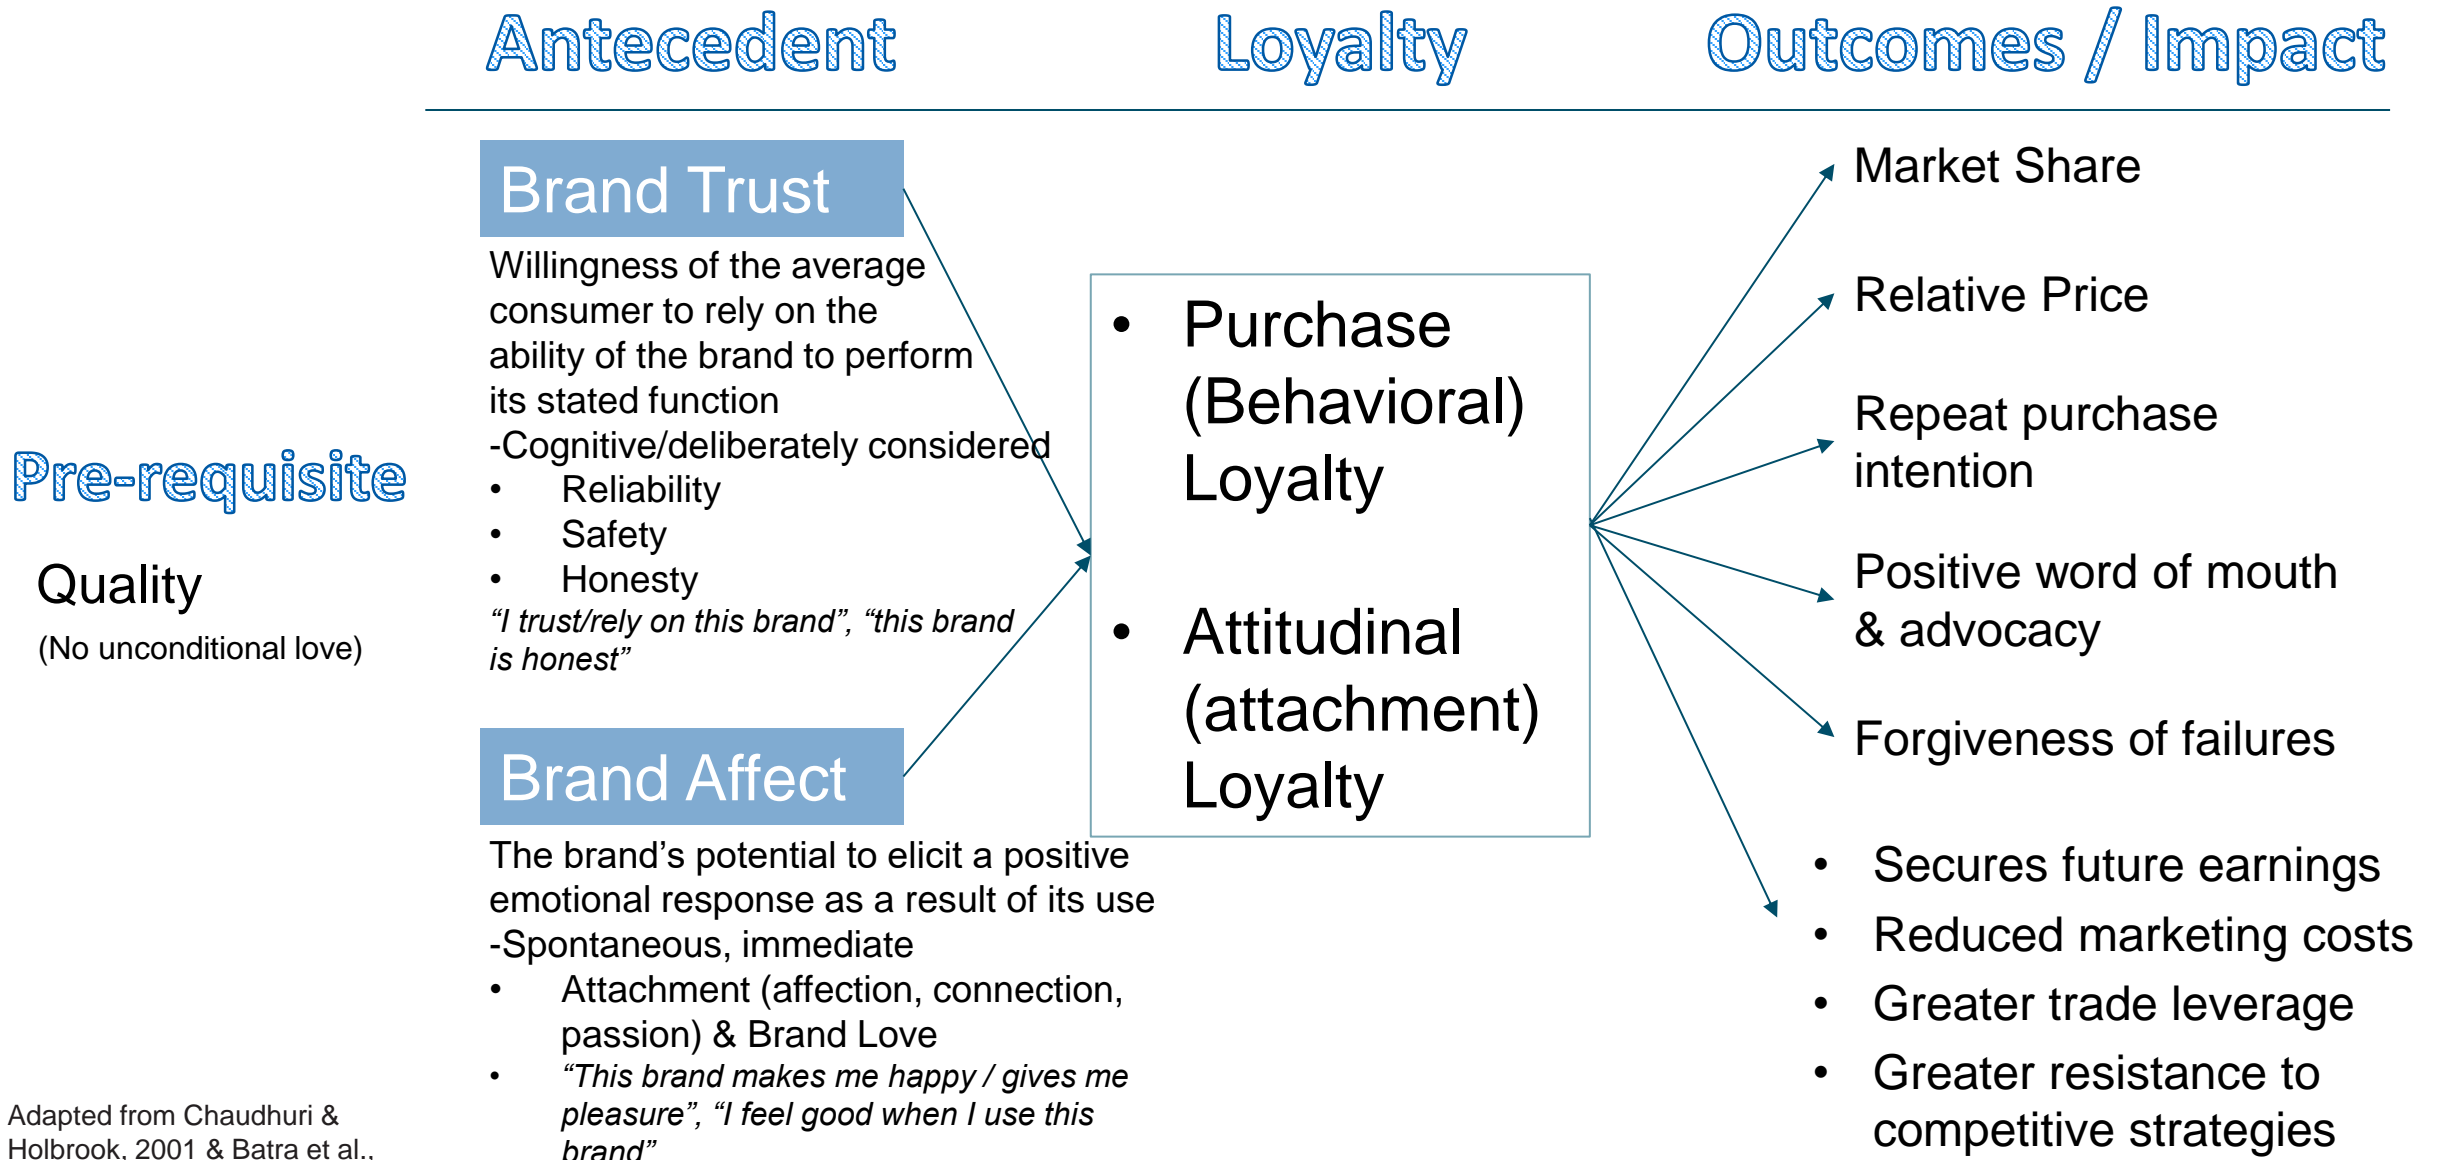 Antecedent
Loyalty
Outcomes / Impact
Pre-requisite
Quality
(No unconditional love)
Brand Trust
Willingness of the average
consumer to rely on the
ability of the brand to perform
its stated function
-Cognitive/deliberately considered
• Reliability
• Safety
• Honesty
“I trust/rely on this brand”, “this brand
is honest”
Brand Affect
The brand’s potential to elicit a positive
emotional response as a result of its use
-Spontaneous, immediate
• Attachment (affection, connection,
passion) & Brand Love
• “This brand makes me happy / gives me
pleasure”, “I feel good when I use this
brand”
• Purchase
(Behavioral)
Loyalty
• Attitudinal
(attachment)
Loyalty
Market Share
Relative Price
Repeat purchase
intention
Positive word of mouth
& advocacy
Forgiveness of failures
• Secures future earnings
• Reduced marketing costs
• Greater trade leverage
• Greater resistance to
competitive strategies
Adapted from Chaudhuri &
Holbrook, 2001 & Batra et al.,